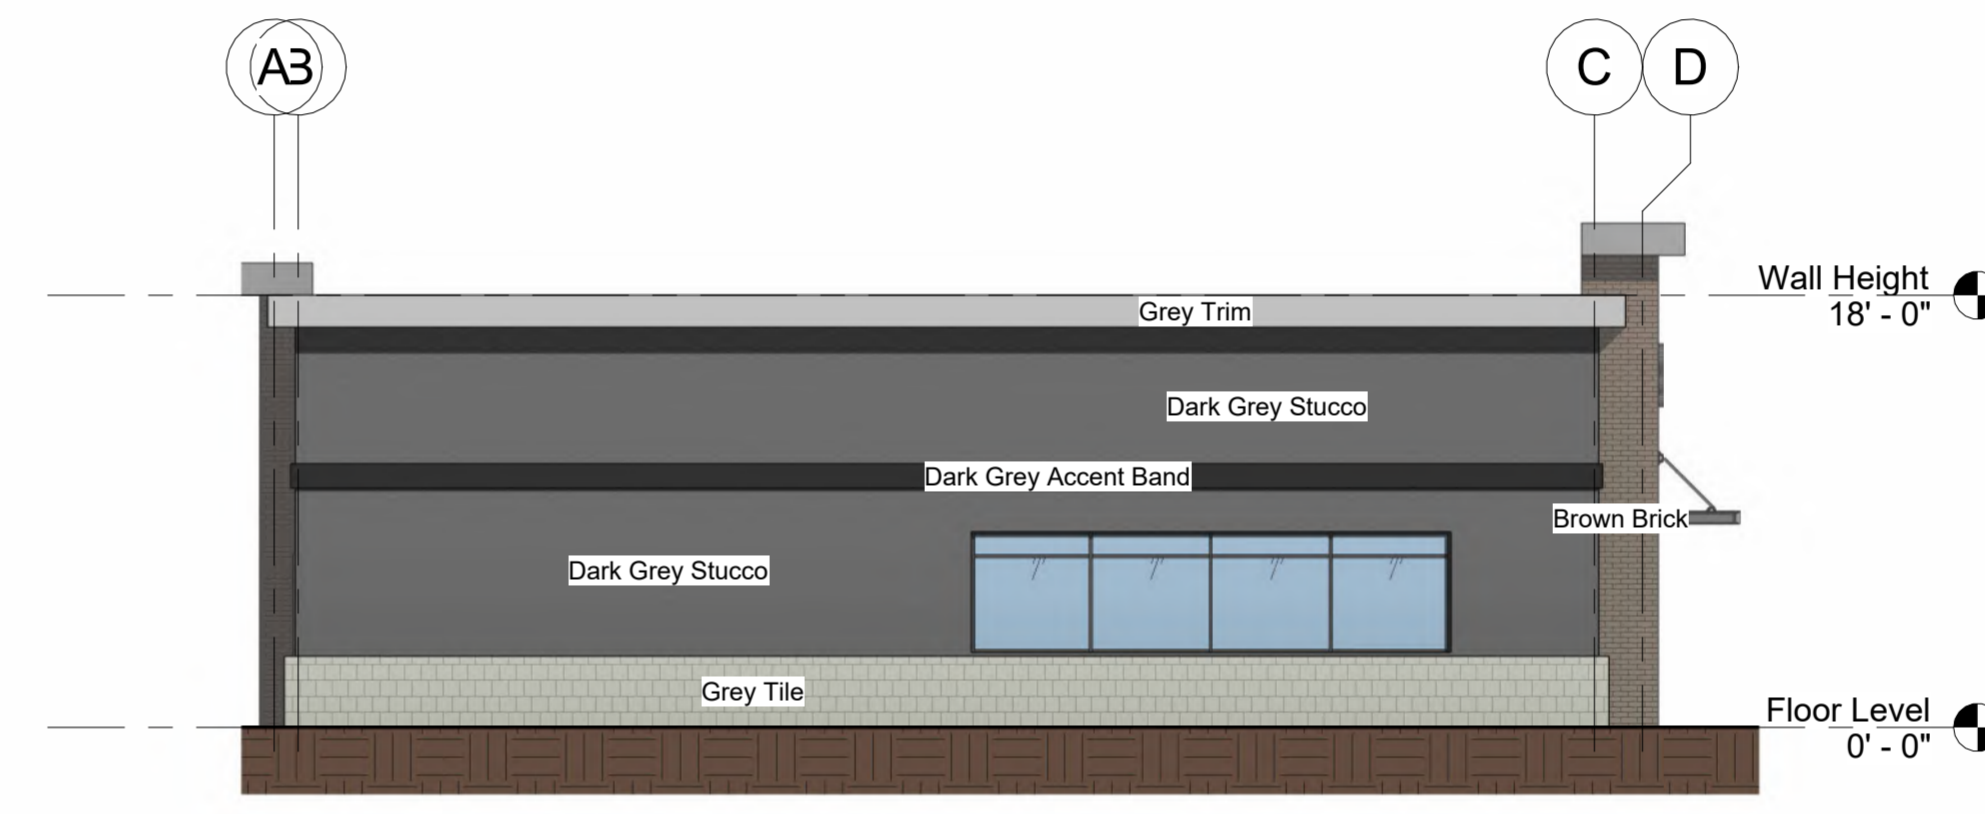 A B C D
Wall Height
18' - 0"
Grey Trim
Dark Grey Stucco
Dark Grey Accent Band
Brown Brick
Dark Grey Stucco
Grey Tile
Floor Level
0' - 0"